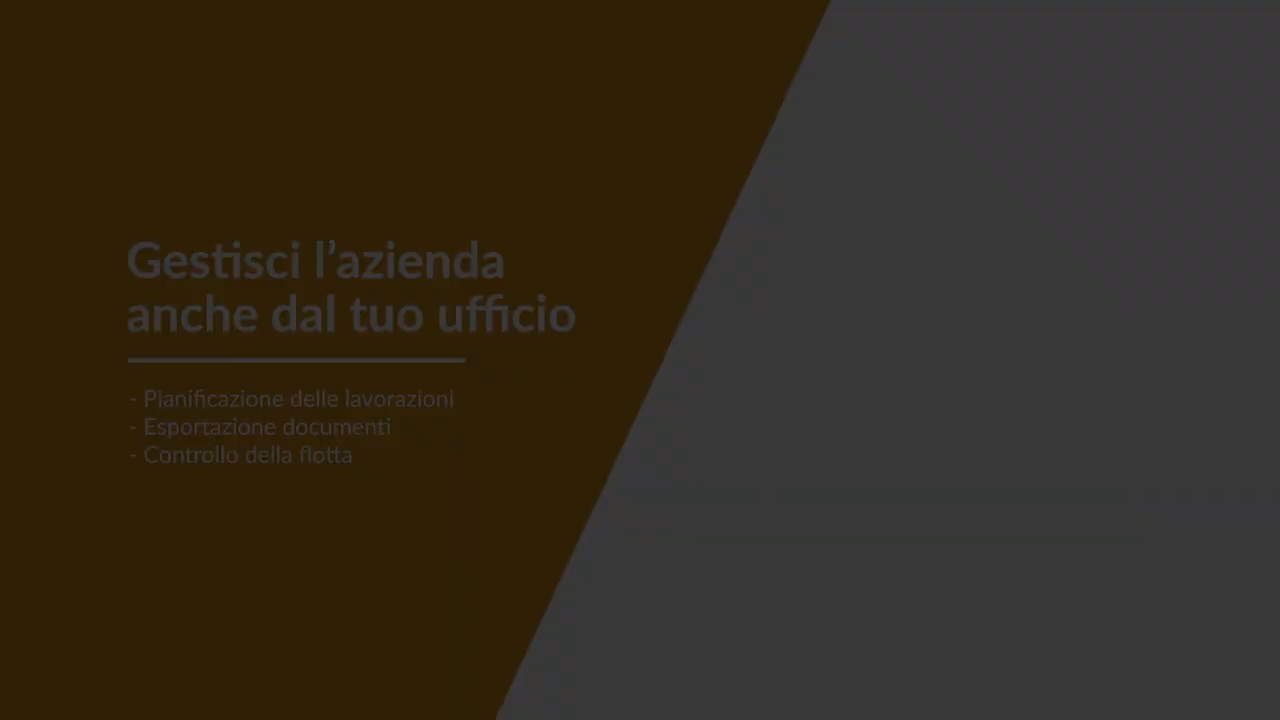 Gestisci l’azienda
anche dal tuo ufficio
- Pianificazione delle lavorazioni
- Esportazione documenti
- Controllo della flotta